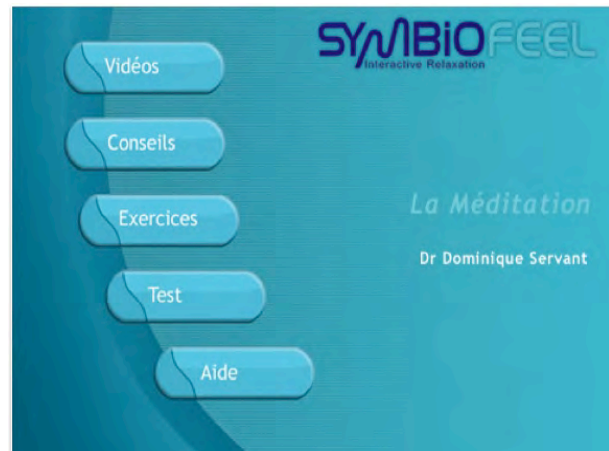 SYMBiOFEEL
Interactive Relaxation
Vidéos
Conseils
Exercices
Test
Aide
La Méditation
Dr Dominique Servant